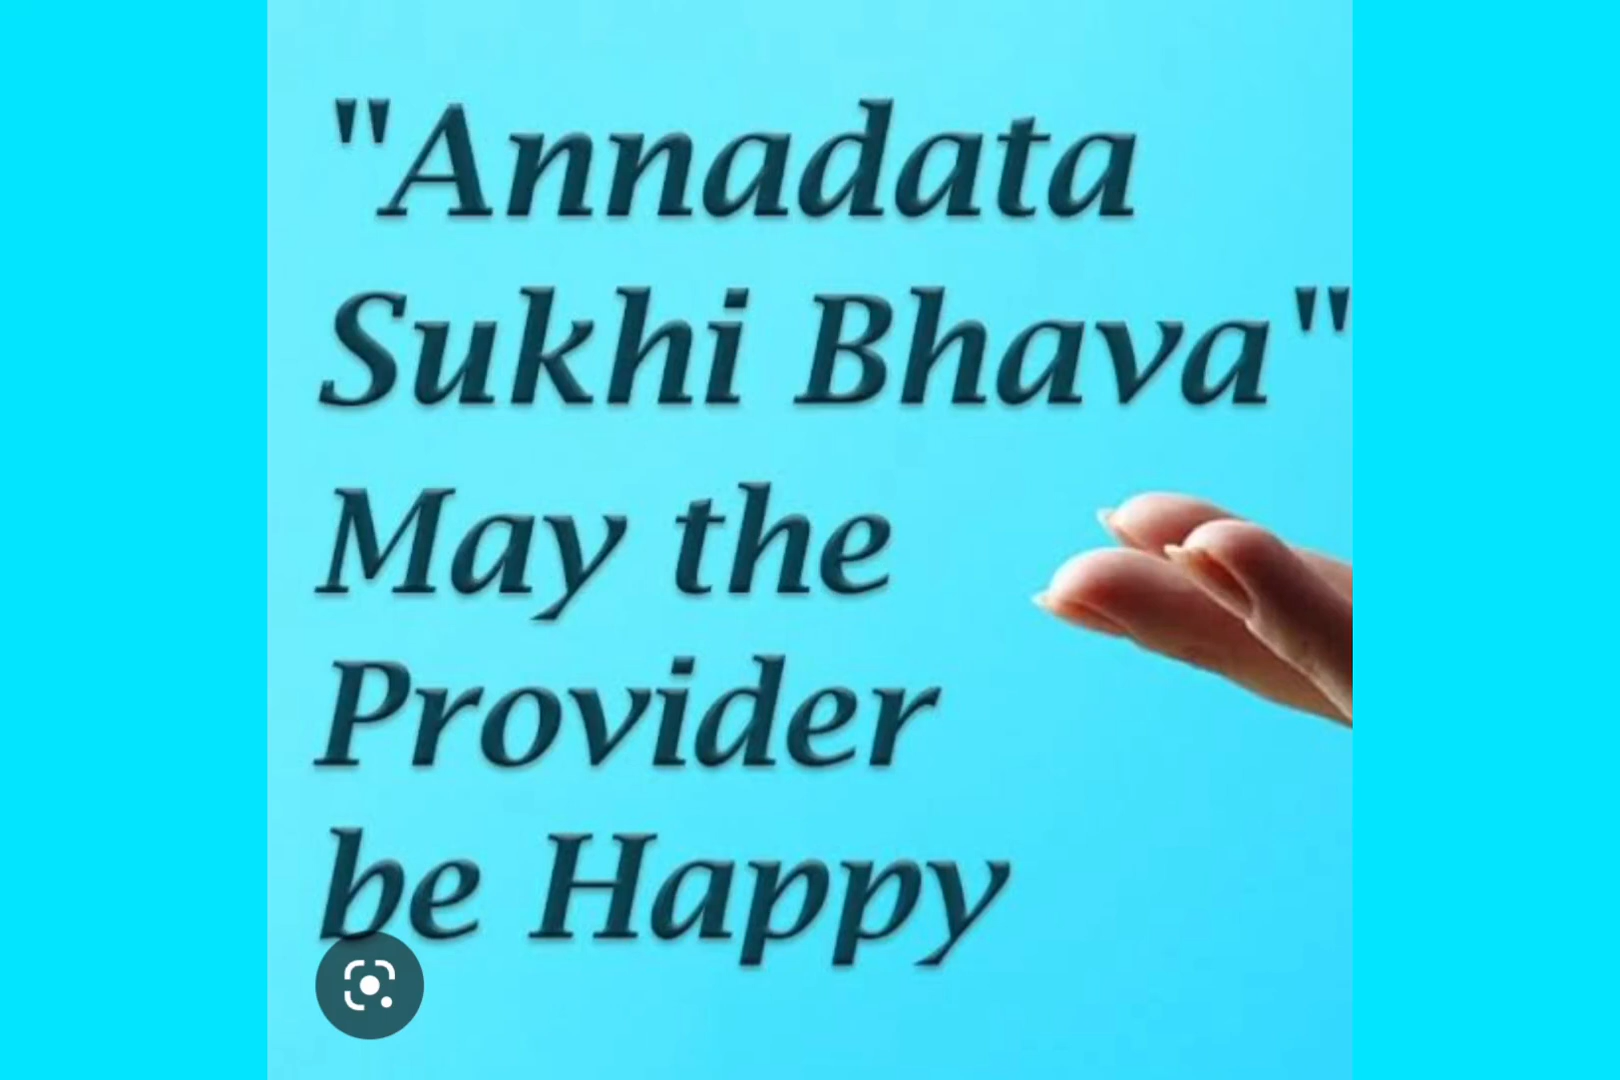 "Annadata
Sukhi Bhava"
May the
Provider
be Happy